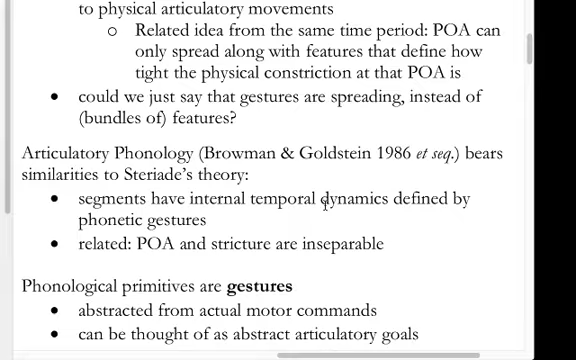 to physical articulatory movements
o Related idea from the same time period: POA can
only spread along with features that define how
tight the physical constriction at that POA is
• could we just say that gestures are spreading, instead of
(bundles of) features?
Articulatory Phonology (Browman & Goldstein 1986 et seq.) bears
similarities to Steriade's theory:
• segments have internal temporal dynamics defined by
phonetic gestures
• related: POA and stricture are inseparable
Phonological primitives are gestures
• abstracted from actual motor commands
• can be thought of as abstract articulatory goals